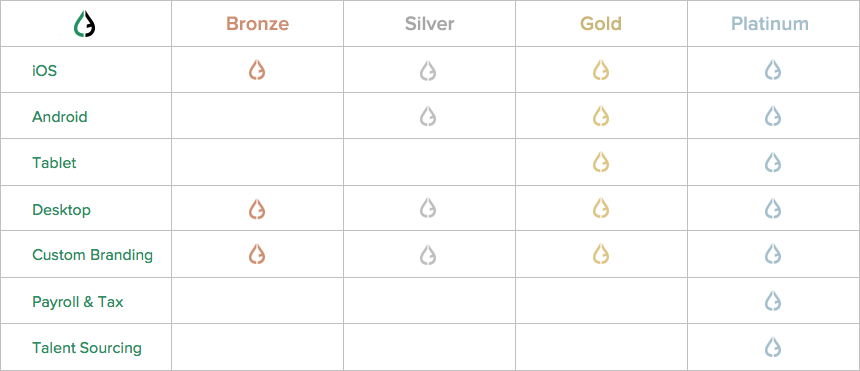 Bronze Silver Gold Platinum
iOS
Android
Tablet
Desktop
Custom Branding
Payroll & Tax
Talent Sourcing